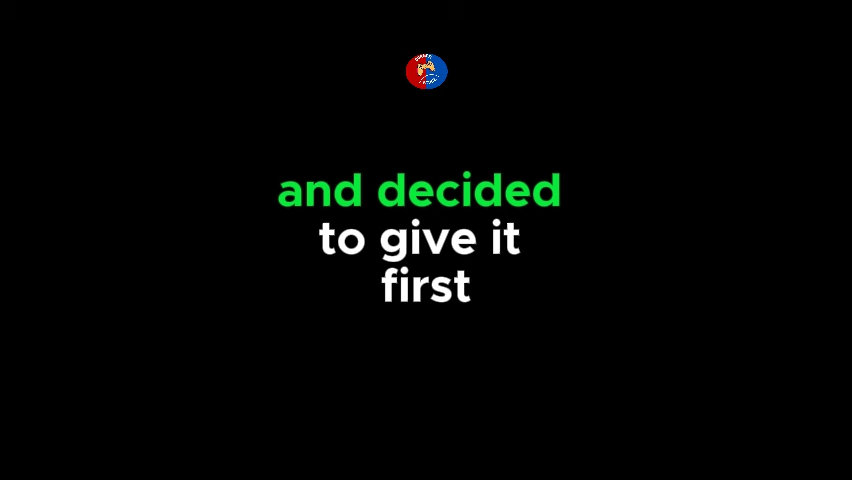 and decided
to give it
first